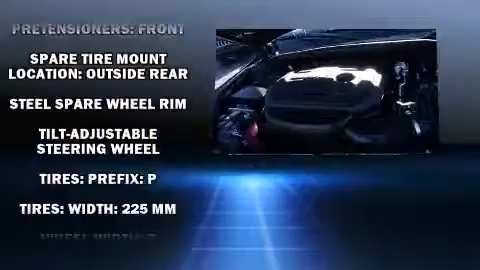 PRETENSIONERS: FRONT
SPARE TIRE MOUNT
LOCATION: OUTSIDE REAR
STEEL SPARE WHEEL RIM
TILT-ADJUSTABLE
STEERING WHEEL
TIRES: PREFIX: P
TIRES: WIDTH: 225 MM